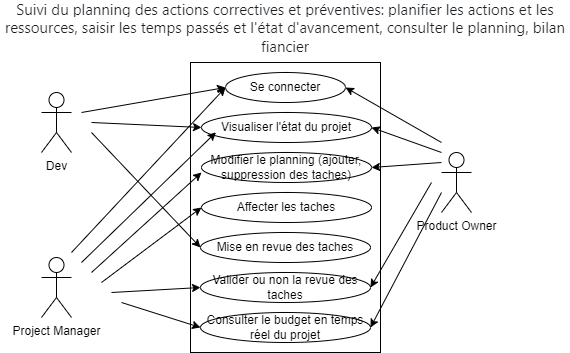 Suivi du planning des actions correctives et préventives: planifier les actions et les
ressources, saisir les temps passés et l'état d'avancement, consulter le planning, bilan
fiancier
Se connecter
Visualiser l'état du projet
Modifier le planning (ajouter,
suppression des taches)
Affecter les taches
Mise en revue des taches
Valider ou non la revue des
taches
Consulter le budget en temps
réel du projet
Dev
Project Manager
Product Owner